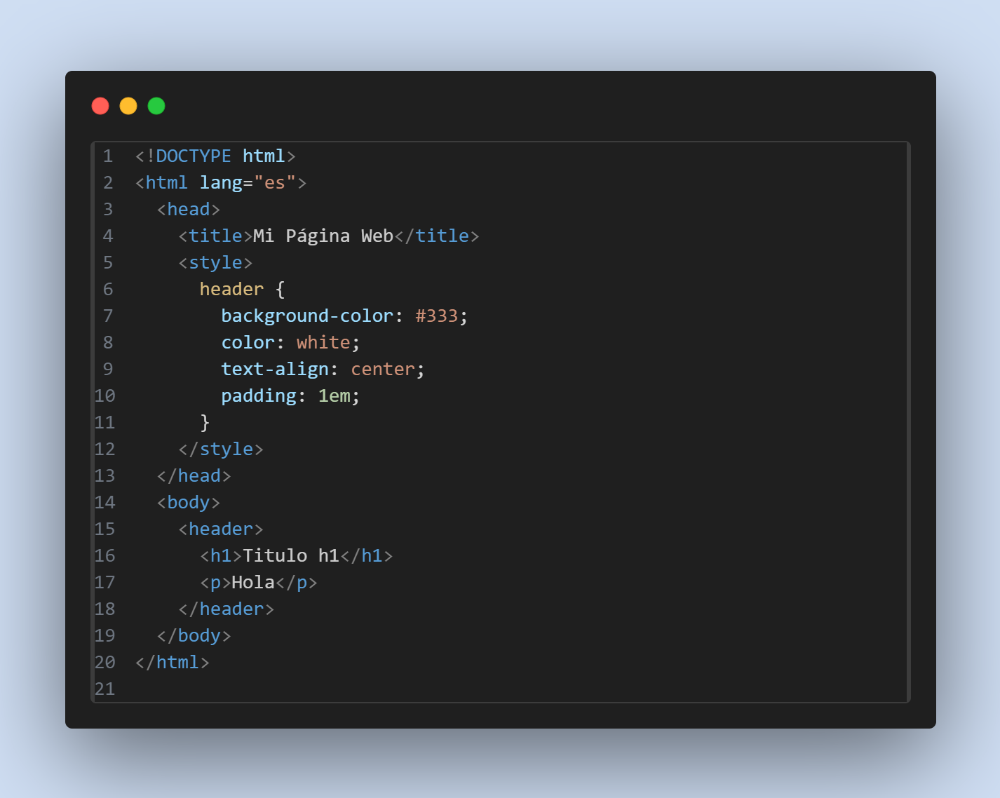 1 <!DOCTYPE html>
2 <html lang="es">
3   <head>
4     <title>Mi Página Web</title>
5     <style>
6       header {
7         background-color: #333;
8         color: white;
9         text-align: center;
10         padding: 1em;
11       }
12     </style>
13   </head>
14   <body>
15     <header>
16       <h1>Titulo h1</h1>
17       <p>Hola</p>
18     </header>
19   </body>
20 </html>
21